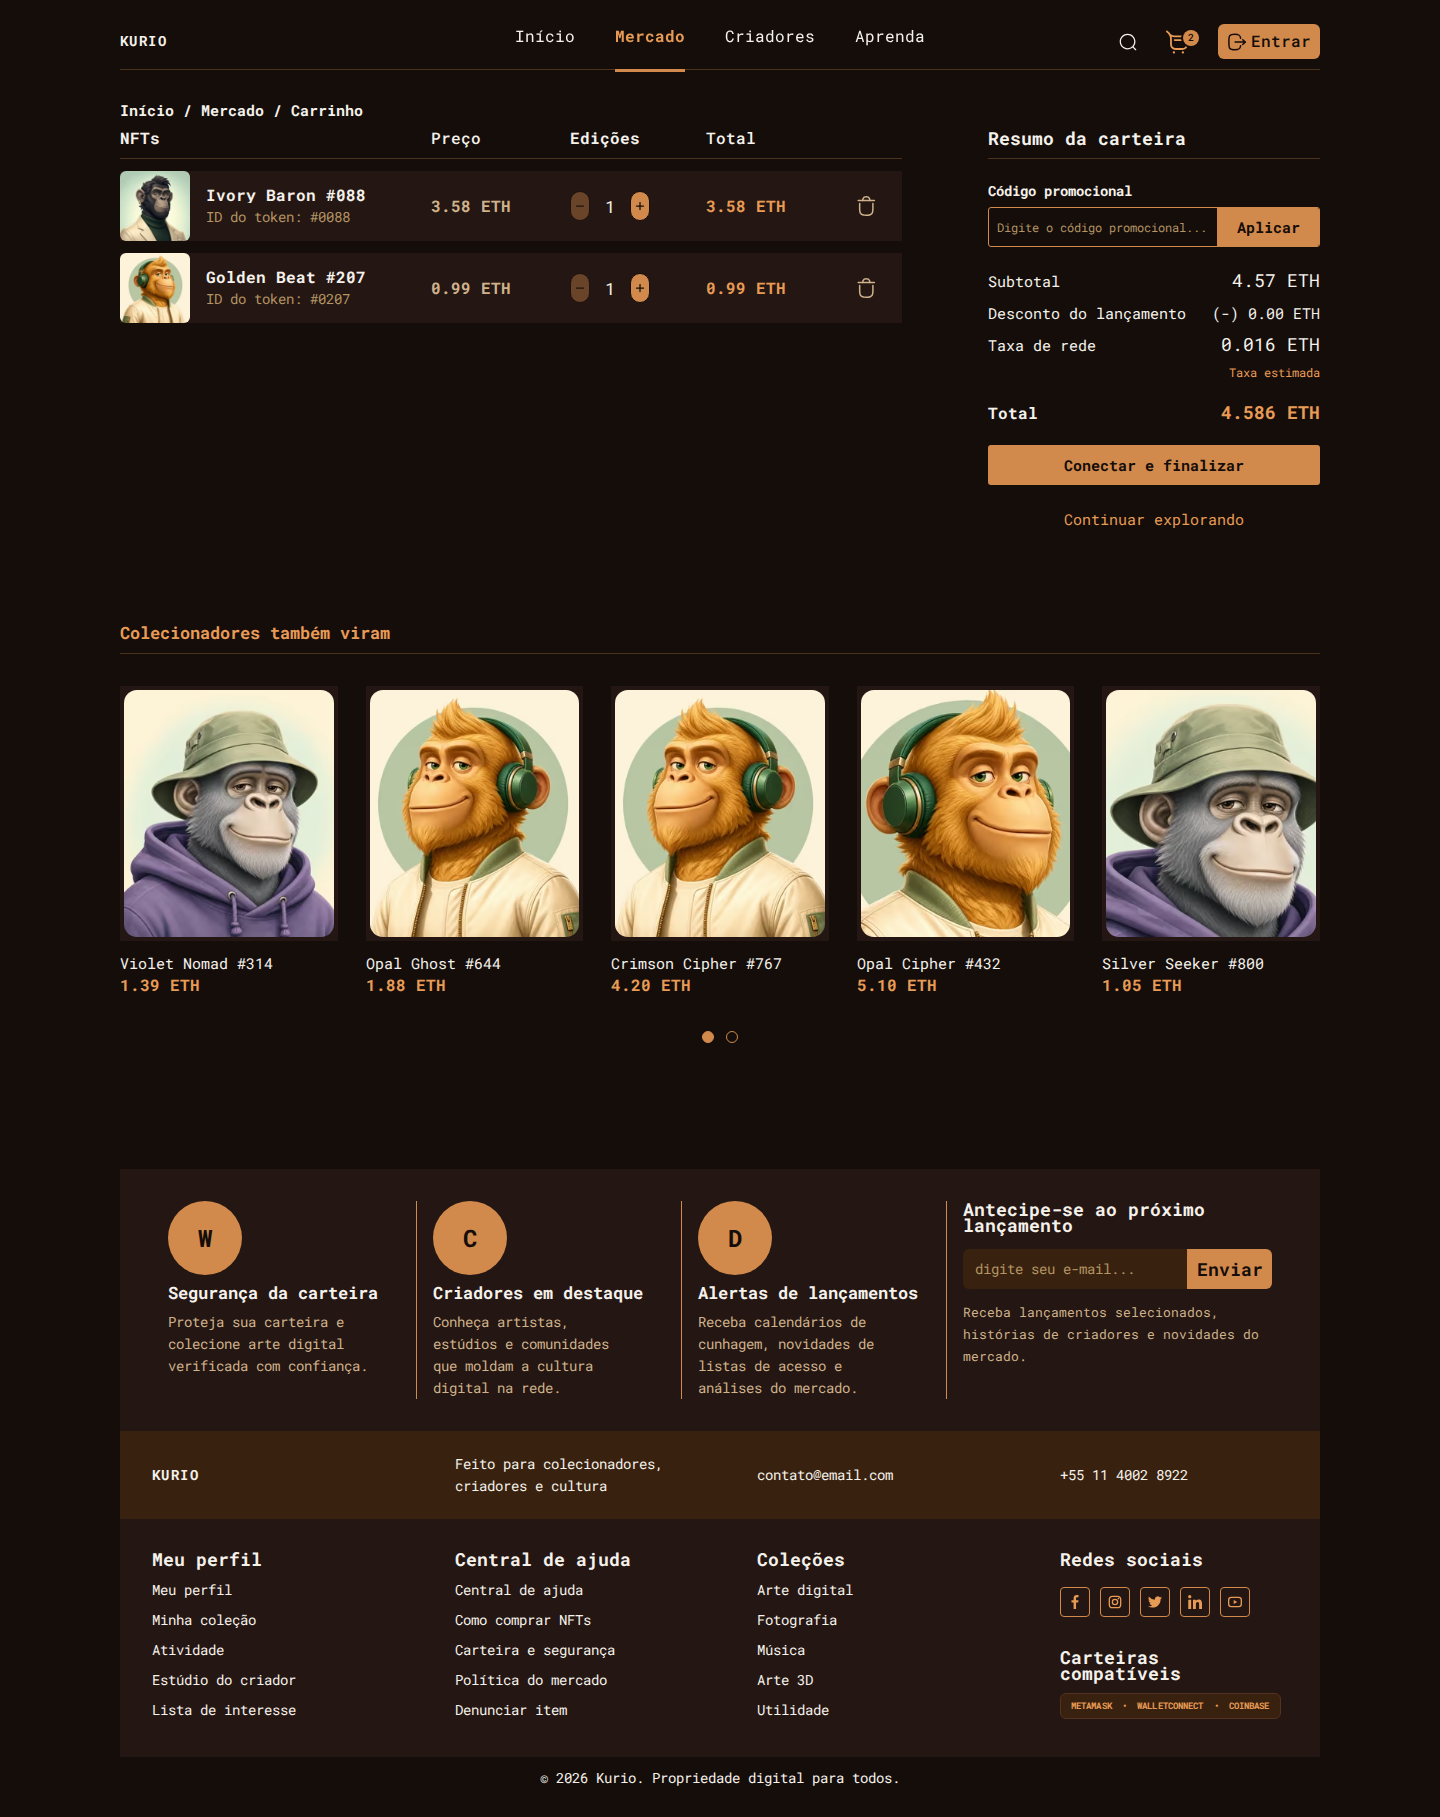 KURIO
Início
Mercado
Criadores
Aprenda
2
Entrar
Início / Mercado / Carrinho
NFTs
Preço
Edições
Total
Ivory Baron #088
ID do token: #0088
3.58 ETH
−
1
+
3.58 ETH
Golden Beat #207
ID do token: #0207
0.99 ETH
−
1
+
0.99 ETH
Resumo da carteira
Código promocional
Digite o código promocional...
Aplicar
Subtotal
4.57 ETH
Desconto do lançamento
(-) 0.00 ETH
Taxa de rede
0.016 ETH
Taxa estimada
Total
4.586 ETH
Conectar e finalizar
Continuar explorando
Colecionadores também viram
Violet Nomad #314
1.39 ETH
Opal Ghost #644
1.88 ETH
Crimson Cipher #767
4.20 ETH
Opal Cipher #432
5.10 ETH
Silver Seeker #800
1.05 ETH
W
Segurança da carteira
Proteja sua carteira e
colecione arte digital
verificada com confiança.
C
Criadores em destaque
Conheça artistas,
estúdios e comunidades
que moldam a cultura
digital na rede.
D
Alertas de lançamentos
Receba calendários de
cunhagem, novidades de
listas de acesso e
análises do mercado.
Antecipe-se ao próximo
lançamento
digite seu e-mail...
Enviar
Receba lançamentos selecionados,
histórias de criadores e novidades do
mercado.
KURIO
Feito para colecionadores,
criadores e cultura
contato@email.com
+55 11 4002 8922
Meu perfil
Meu perfil
Minha coleção
Atividade
Estúdio do criador
Lista de interesse
Central de ajuda
Central de ajuda
Como comprar NFTs
Carteira e segurança
Política do mercado
Denunciar item
Coleções
Arte digital
Fotografia
Música
Arte 3D
Utilidade
Redes sociais
Carteiras
compatíveis
METAMASK • WALLETCONNECT • COINBASE
© 2026 Kurio. Propriedade digital para todos.